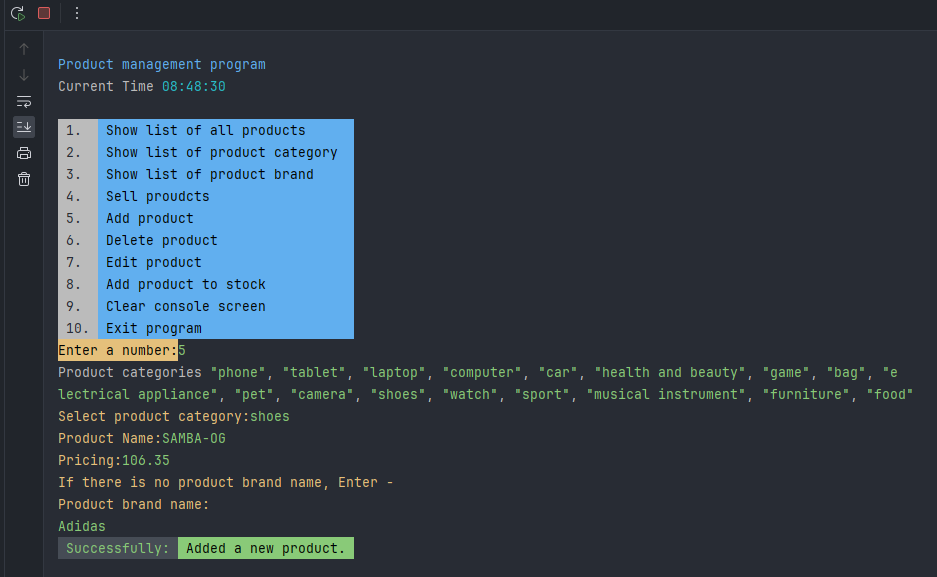 Product management program
Current Time 08:48:30
1. Show list of all products
2. Show list of product category
3. Show list of product brand
4. Sell proudcts
5. Add product
6. Delete product
7. Edit product
8. Add product to stock
9. Clear console screen
10. Exit program
Enter a number:5
Product categories "phone", "tablet", "laptop", "computer", "car", "health and beauty", "game", "bag", "e
lectrical appliance", "pet", "camera", "shoes", "watch", "sport", "musical instrument", "furniture", "food"
Select product category:shoes
Product Name:SAMBA-OG
Pricing:106.35
If there is no product brand name, Enter -
Product brand name:
Adidas
Successfully: Added a new product.